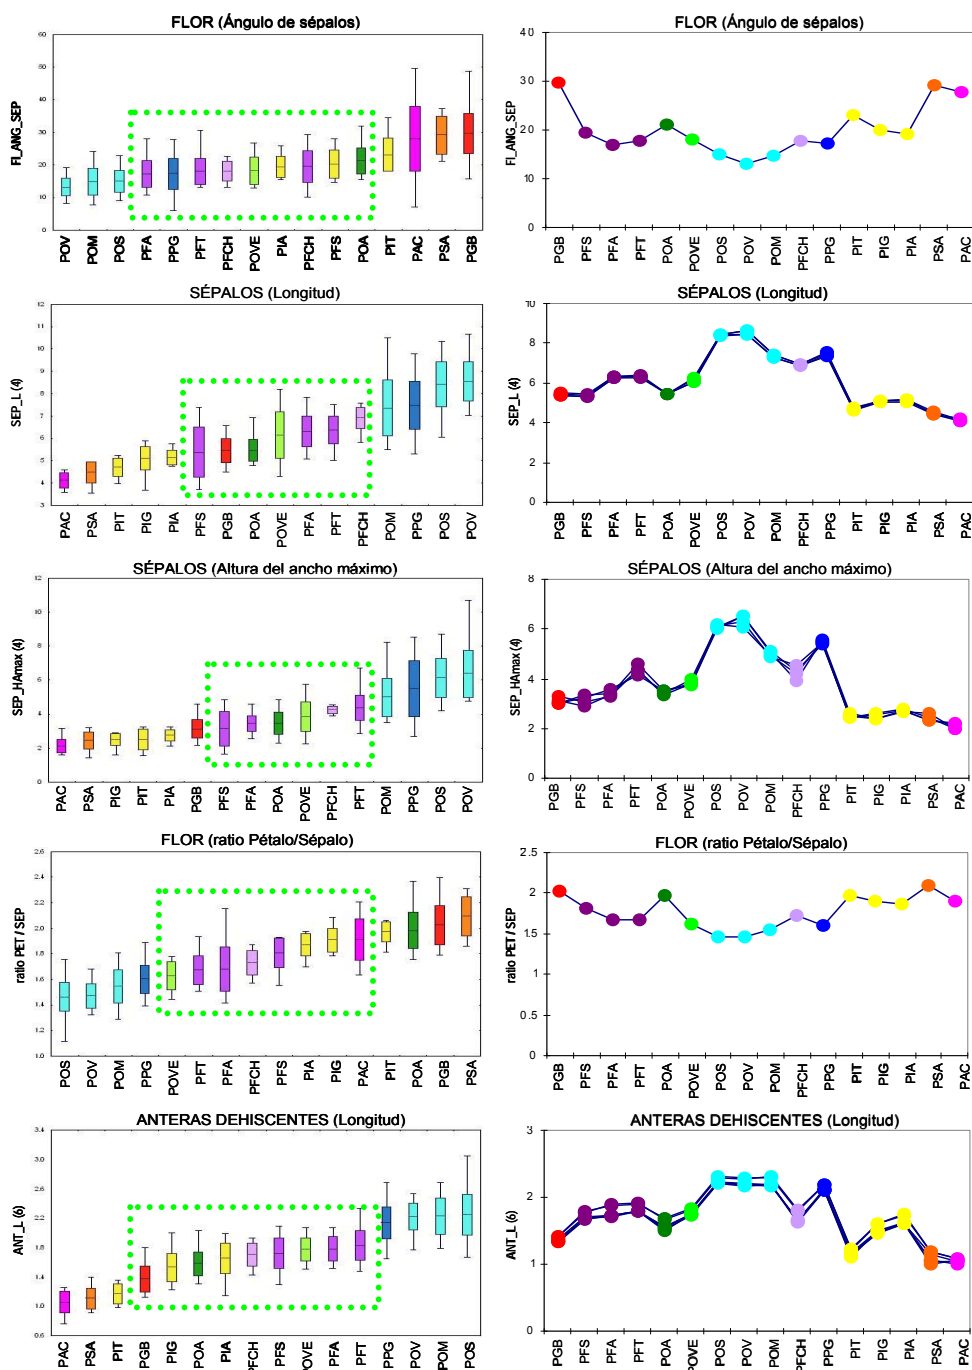 FLOR (Ángulo de sépalos)
60
50
40
30
20
10
0
FI_ANG_SEP
POV POM POS PFA PPG PFT PFCH POVE PIA PFCH PFS POA PIT PAC PSA PGB
FLOR (Ángulo de sépalos)
40
30
20
10
0
FI_ANG_SEP
PGB PFS PFA PFT POA POVE POS POV POM PFCH PPG PIT PIG PIA PSA PAC
SÉPALOS (Longitud)
12
11
10
9
8
7
6
5
4
3
SEP_L (4)
PAC PSA PIT PIG PIA PFS PGB POA POVE PFA PFT PFCH POM PPG POS POV
SÉPALOS (Longitud)
10
8
6
4
2
0
SEP_L (4)
PGB PFS PFA PFT POA POVE POS POV POM PFCH PPG PIT PIG PIA PSA PAC
SÉPALOS (Altura del ancho máximo)
12
10
8
6
4
2
0
SEP_HAmax (4)
PAC PSA PIG PIT PIA PGB PFS PFA POA POVE PFCH PFT POM PPG POS POV
SÉPALOS (Altura del ancho máximo)
8
6
4
2
0
SEP_HAmax (4)
PGB PFS PFA PFT POA POVE POS POV POM PFCH PPG PIT PIG PIA PSA PAC
FLOR (ratio Pétalo/Sépalo)
2.6
2.4
2.2
2.0
1.8
1.6
1.4
1.2
1.0
ratio PET / SEP
POS POV POM PPG POVE PFT PFA PFCH PFS PIA PIG PAC PIT POA PGB PSA
FLOR (ratio Pétalo/Sépalo)
2.5
2
1.5
1
0.5
0
ratio PET / SEP
PGB PFS PFA PFT POA POVE POS POV POM PFCH PPG PIT PIG PIA PSA PAC
ANTERAS DEHISCENTES (Longitud)
3.4
3.0
2.6
2.2
1.8
1.4
1.0
0.6
ANT_L (6)
PAC PSA PIT PGB PIG POA PIA PFCH PFS POVE PFA PFT PPG POV POM POS
ANTERAS DEHISCENTES (Longitud)
3
2
1
0
ANT_L (6)
PGB PFS PFA PFT POA POVE POS POV POM PFCH PPG PIT PIG PIA PSA PAC